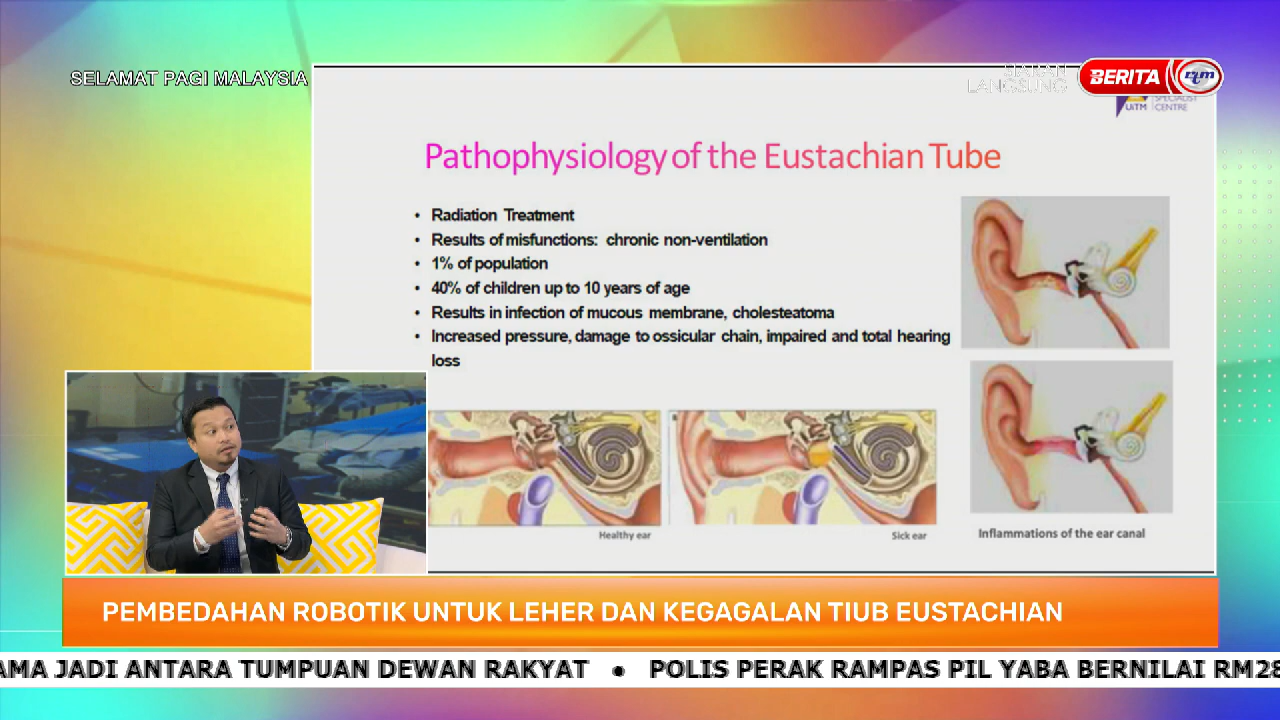 SELAMAT PAGI MALAYSIA
SIARAN
LANGSUNG
BERITA rtm
UiTM SPECIALIST
CENTRE
Pathophysiology of the Eustachian Tube
• Radiation Treatment
• Results of misfunctions: chronic non-ventilation
• 1% of population
• 40% of children up to 10 years of age
• Results in infection of mucous membrane, cholesteatoma
• Increased pressure, damage to ossicular chain, impaired and total hearing
loss
Healthy ear
Sick ear
Inflammations of the ear canal
PEMBEDAHAN ROBOTIK UNTUK LEHER DAN KEGAGALAN TIUB EUSTACHIAN
AMA JADI ANTARA TUMPUAN DEWAN RAKYAT • POLIS PERAK RAMPAS PIL YABA BERNILAI RM28